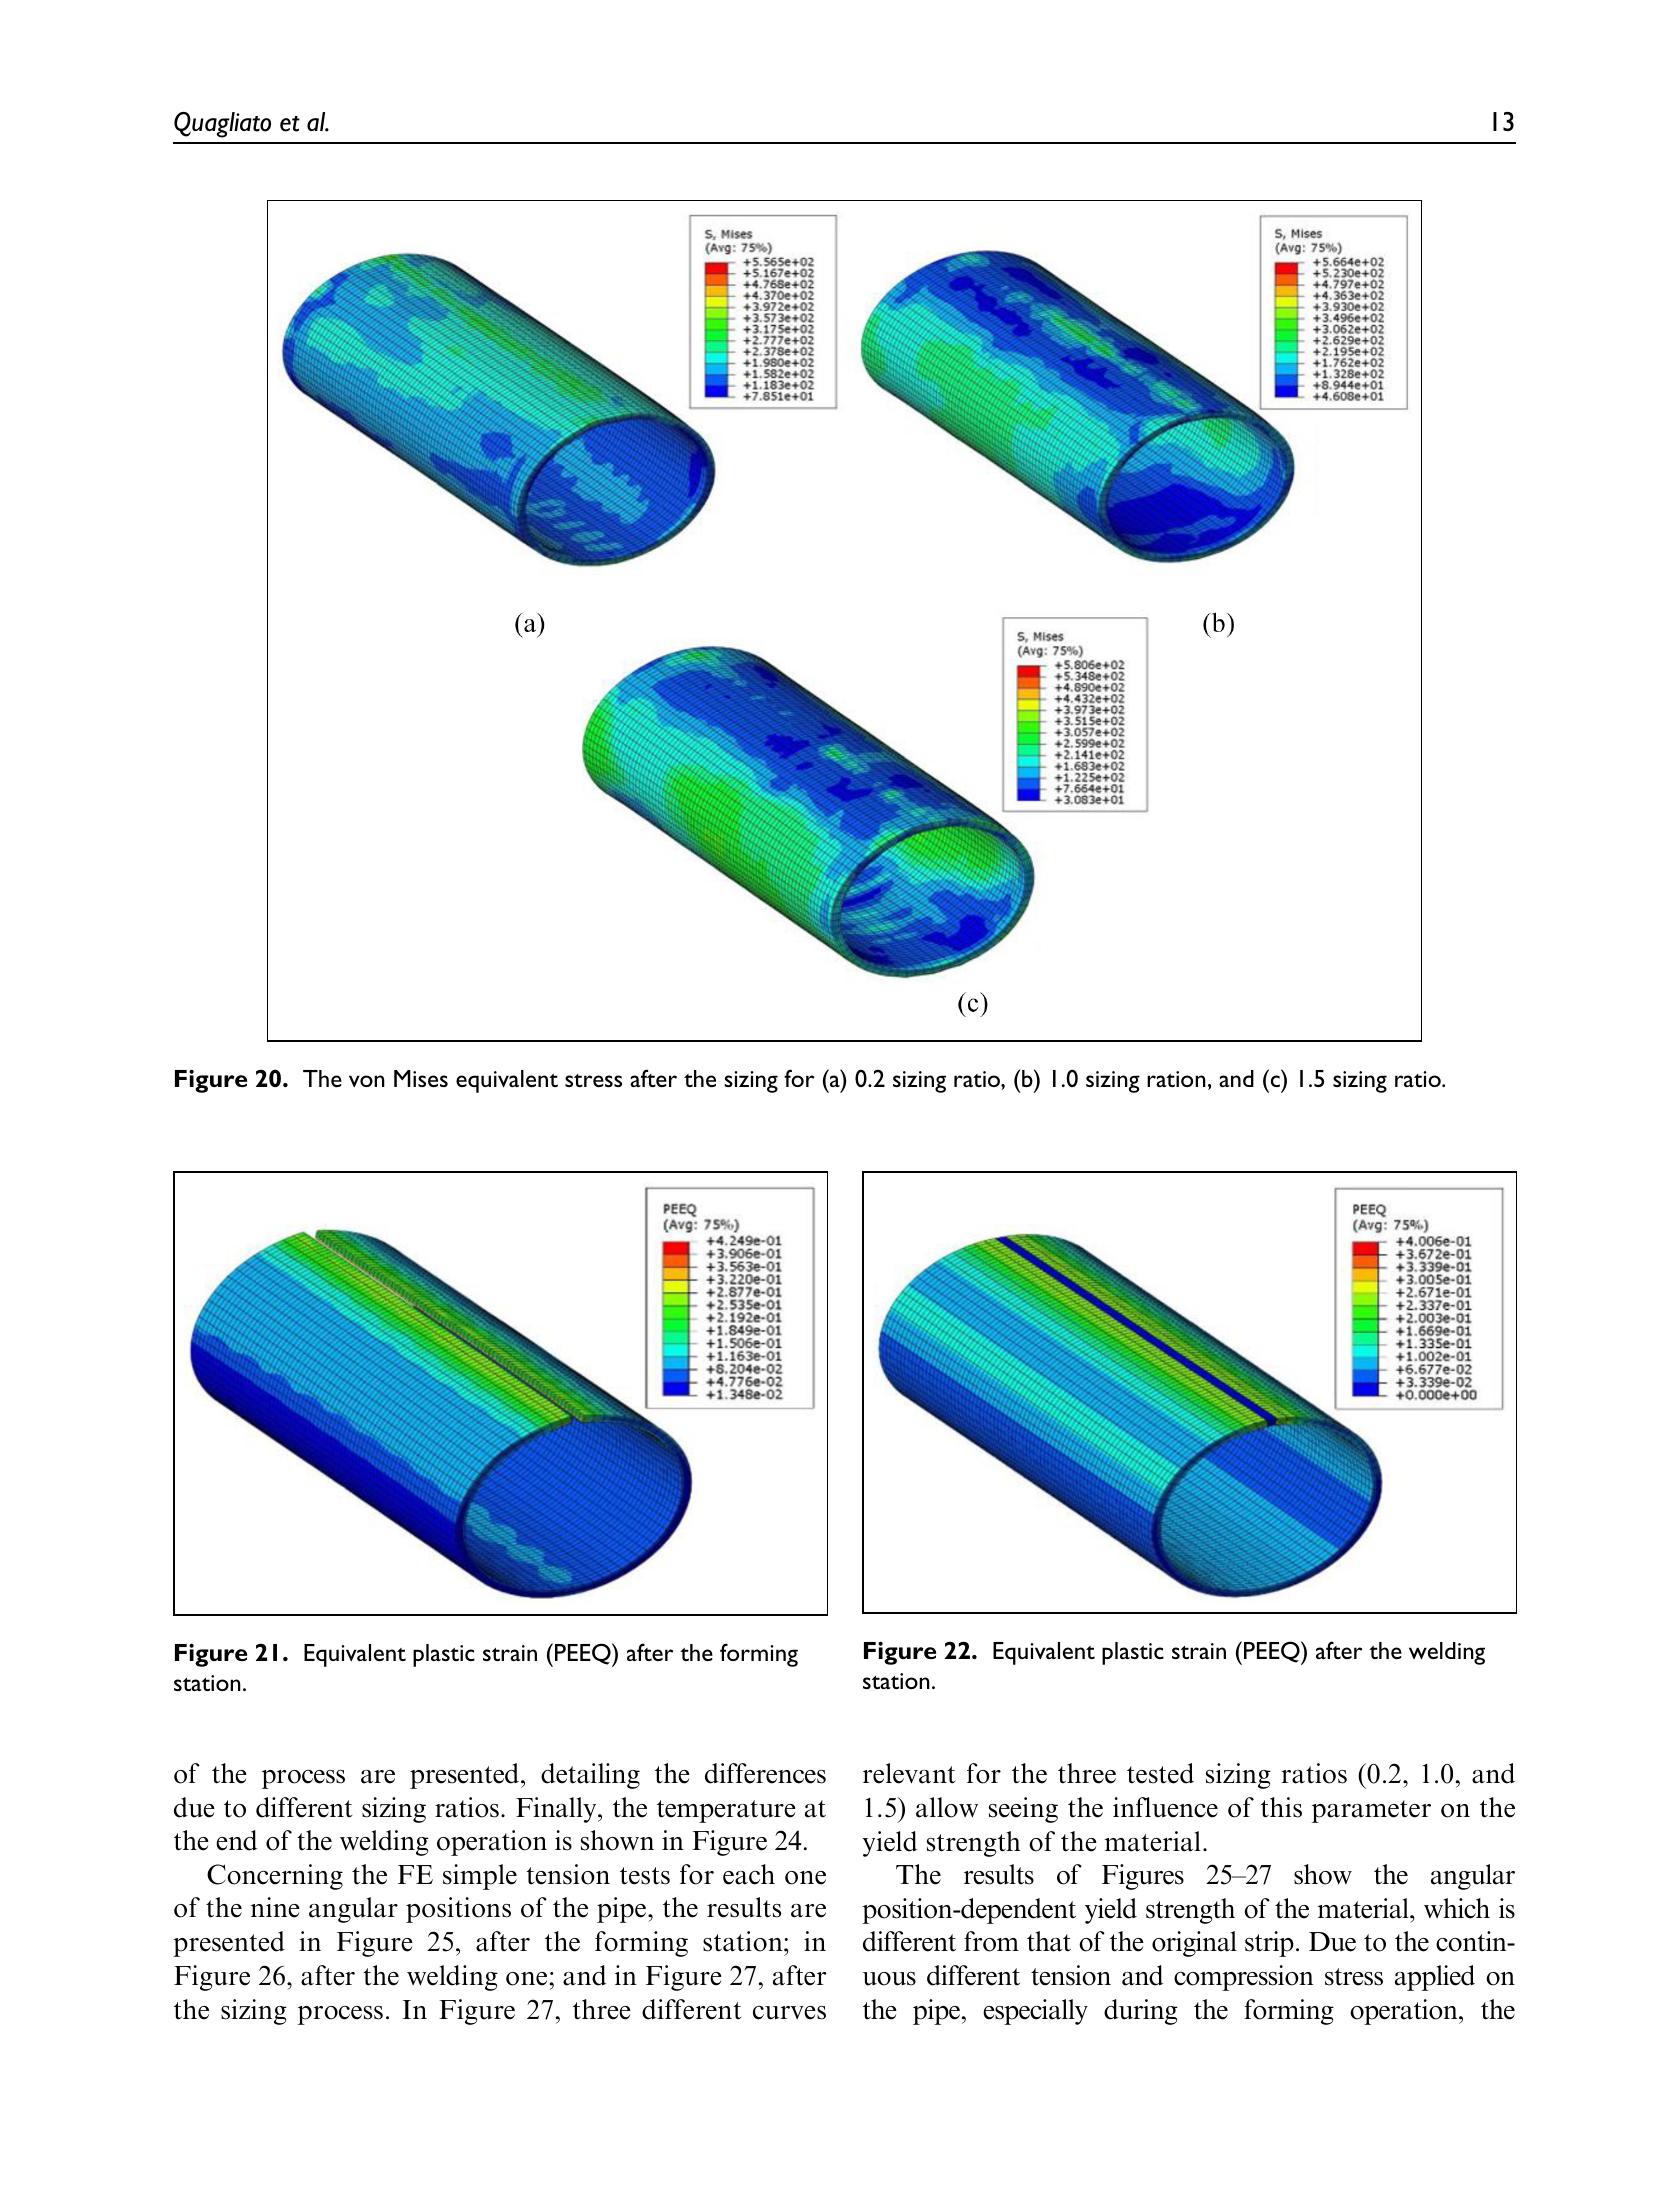 Quagliato et al.
13
S, Mises
(Avg: 75%)
+5.565e+02
+5.167e+02
+4.768e+02
+4.370e+02
+3.972e+02
+3.573e+02
+3.175e+02
+2.777e+02
+2.378e+02
+1.980e+02
+1.582e+02
+1.183e+02
+7.851e+01
S, Mises
(Avg: 75%)
+5.664e+02
+5.230e+02
+4.797e+02
+4.363e+02
+3.930e+02
+3.496e+02
+3.062e+02
+2.629e+02
+2.195e+02
+1.762e+02
+1.328e+02
+8.944e+01
+4.608e+01
(a)
(b)
S, Mises
(Avg: 75%)
+5.806e+02
+5.348e+02
+4.890e+02
+4.432e+02
+3.973e+02
+3.515e+02
+3.057e+02
+2.599e+02
+2.141e+02
+1.683e+02
+1.225e+02
+7.664e+01
+3.083e+01
(c)
Figure 20. The von Mises equivalent stress after the sizing for (a) 0.2 sizing ratio, (b) 1.0 sizing ration, and (c) 1.5 sizing ratio.
PEEQ
(Avg: 75%)
+4.249e-01
+3.906e-01
+3.563e-01
+3.220e-01
+2.877e-01
+2.535e-01
+2.192e-01
+1.849e-01
+1.506e-01
+1.163e-01
+8.204e-02
+4.776e-02
+1.348e-02
Figure 21. Equivalent plastic strain (PEEQ) after the forming
station.
PEEQ
(Avg: 75%)
+4.006e-01
+3.672e-01
+3.339e-01
+3.005e-01
+2.671e-01
+2.337e-01
+2.003e-01
+1.669e-01
+1.335e-01
+1.002e-01
+6.677e-02
+3.339e-02
+0.000e+00
Figure 22. Equivalent plastic strain (PEEQ) after the welding
station.
of the process are presented, detailing the differences
due to different sizing ratios. Finally, the temperature at
the end of the welding operation is shown in Figure 24.
Concerning the FE simple tension tests for each one
of the nine angular positions of the pipe, the results are
presented in Figure 25, after the forming station; in
Figure 26, after the welding one; and in Figure 27, after
the sizing process. In Figure 27, three different curves
relevant for the three tested sizing ratios (0.2, 1.0, and
1.5) allow seeing the influence of this parameter on the
yield strength of the material.
The results of Figures 25–27 show the angular
position-dependent yield strength of the material, which is
different from that of the original strip. Due to the contin-
uous different tension and compression stress applied on
the pipe, especially during the forming operation, the